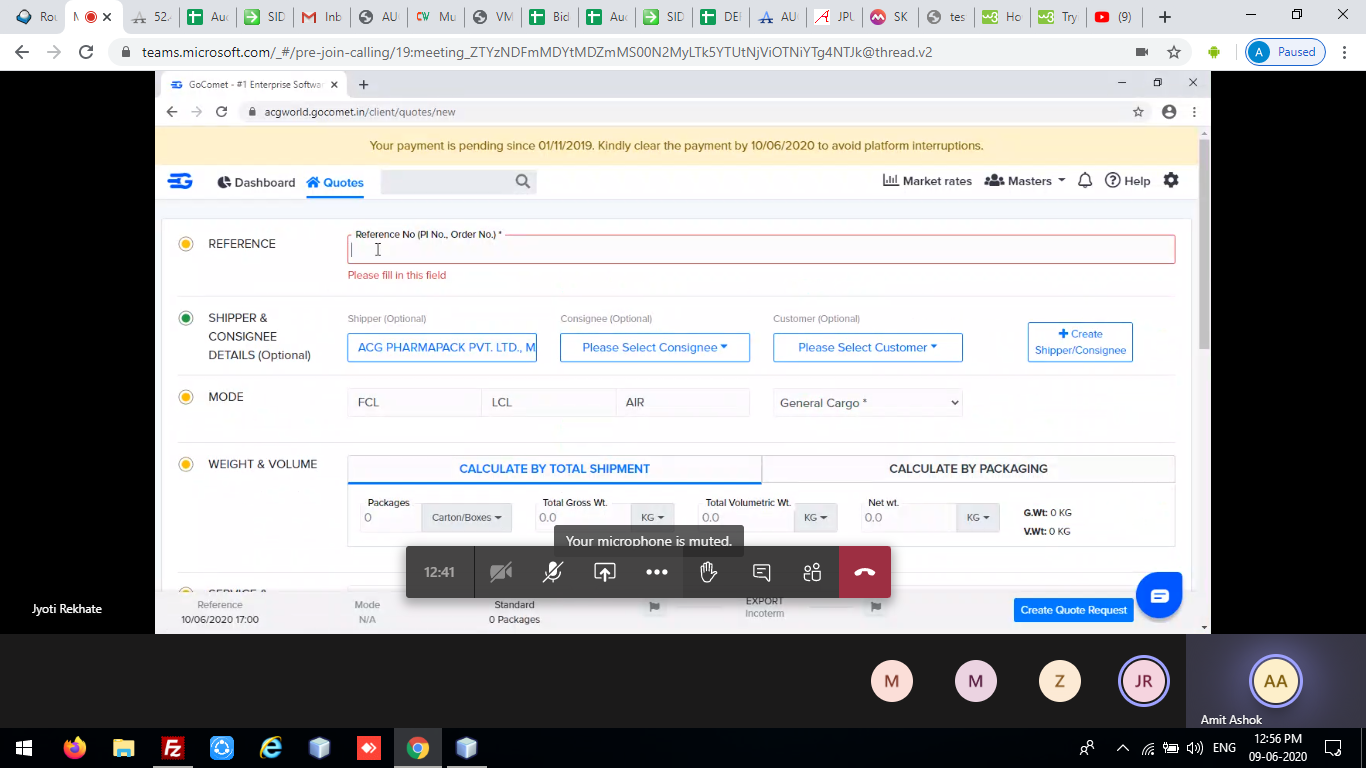 Rou
52.
Auc
SID
Inb
AUC
CW Mu
VM
Bid
Auc
SID
DEI
AU
JPU
SK
tes
Ho
Try
(9)
teams.microsoft.com/_#/pre-join-calling/19:meeting_ZTYzNDFmMDYtMDZmMS00N2MyLTk5YTUtNjViOTNiYTg4NTJk@thread.v2
A Paused
GoComet - #1 Enterprise Softwa
acgworld.gocomet.in/client/quotes/new
Your payment is pending since 01/11/2019. Kindly clear the payment by 10/06/2020 to avoid platform interruptions.
Dashboard Quotes Market rates Masters Help
REFERENCE
Reference No (PI No., Order No.) *
Please fill in this field
SHIPPER &
CONSIGNEE
DETAILS (Optional)
Shipper (Optional) Consignee (Optional) Customer (Optional)
ACG PHARMAPACK PVT. LTD., M Please Select Consignee Please Select Customer
Create
Shipper/Consignee
MODE
FCL LCL AIR General Cargo *
WEIGHT & VOLUME
CALCULATE BY TOTAL SHIPMENT CALCULATE BY PACKAGING
Packages Total Gross Wt. Total Volumetric Wt. Net wt.
0 Carton/Boxes 0.0 KG 0.0 KG 0.0 KG
G.Wt: 0 KG
V.Wt: 0 KG
Your microphone is muted.
12:41
Reference
10/06/2020 17:00
Mode
N/A
Standard
0 Packages
EXPORT
Incoterm
Create Quote Request
Jyoti Rekhate
M M Z JR AA
Amit Ashok
ENG
12:56 PM
09-06-2020